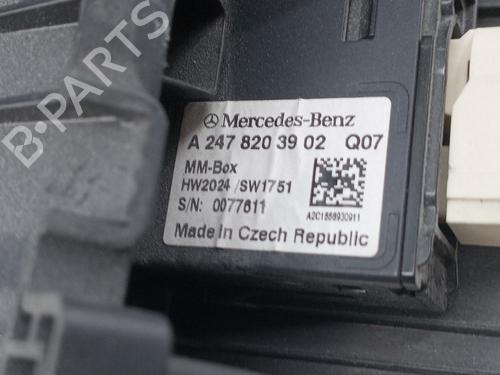 Mercedes-Benz
A 247 820 39 02 Q07
MM-Box
HW2024 /SW1751
S/N: 0077611
A2C1858930911
Made in Czech Republic
B-PARTS